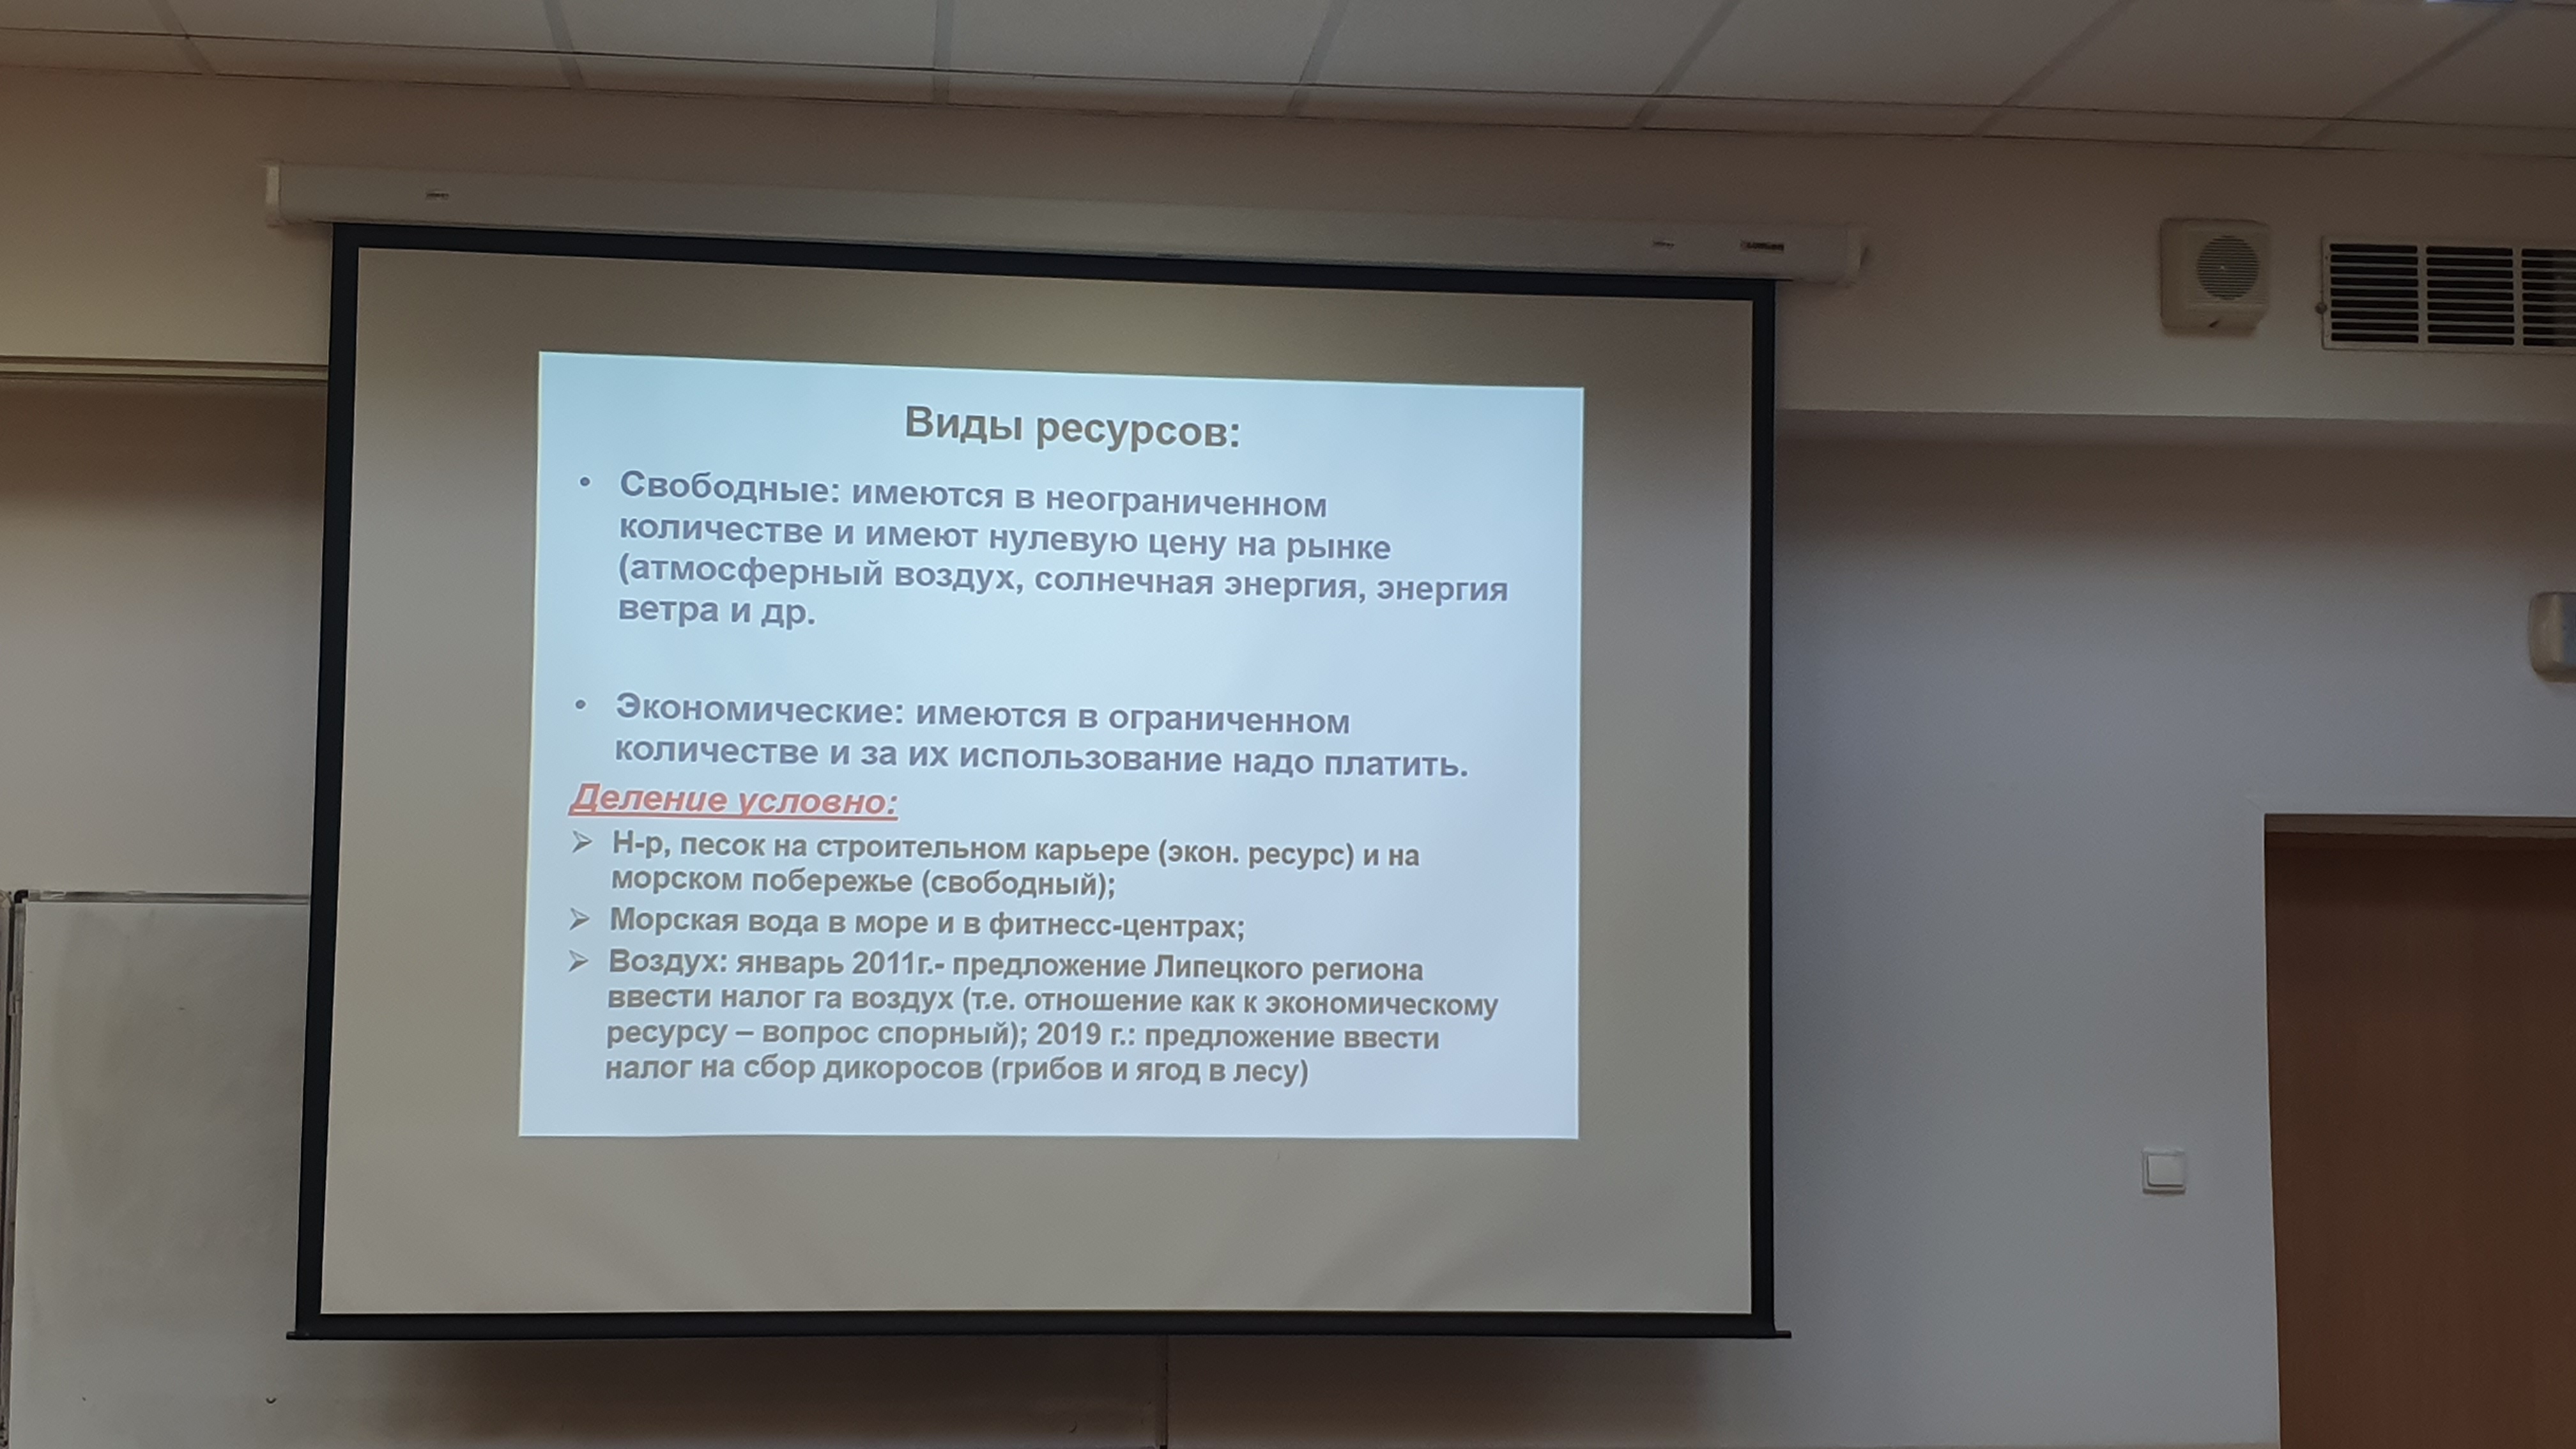 Виды ресурсов:
• Свободные: имеются в неограниченном
количестве и имеют нулевую цену на рынке
(атмосферный воздух, солнечная энергия, энергия
ветра и др.
• Экономические: имеются в ограниченном
количестве и за их использование надо платить.
Деление условно:
➢ Н-р, песок на строительном карьере (экон. ресурс) и на
морском побережье (свободный);
➢ Морская вода в море и в фитнесс-центрах;
➢ Воздух: январь 2011г.- предложение Липецкого региона
ввести налог га воздух (т.е. отношение как к экономическому
ресурсу – вопрос спорный); 2019 г.: предложение ввести
налог на сбор дикоросов (грибов и ягод в лесу)